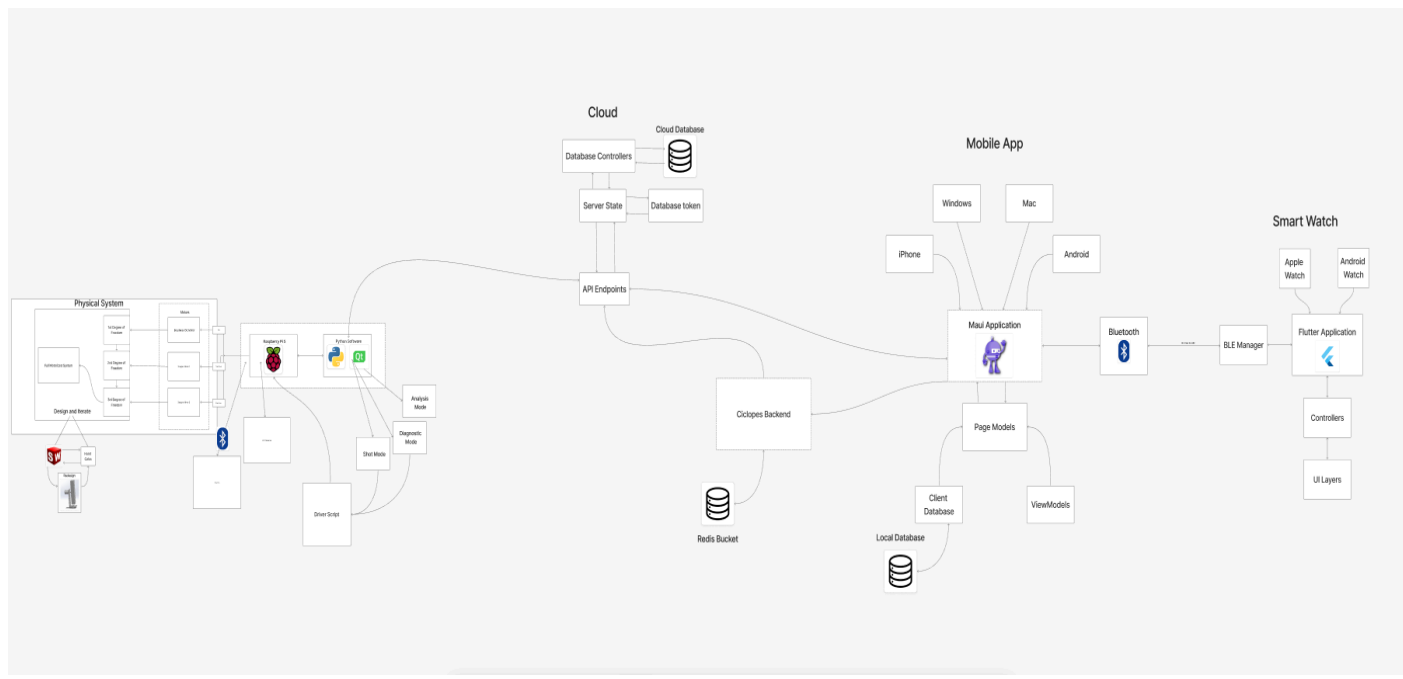 Cloud
Cloud Database
Database Controllers
Server State
Database token
API Endpoints
Mobile App
Windows
Mac
iPhone
Android
Maui Application
Smart Watch
Apple
Watch
Android
Watch
Bluetooth
BLE Manager
Flutter Application
Controllers
UI Layers
Page Models
Client
Database
ViewModels
Local Database
Ciclopes Backend
Redis Bucket
Physical System
Design and Iterate
SW
Redesign
Raspberry Pi 5
Python Software
Qt
Analysis
Mode
Diagnostic
Mode
Shot Mode
Driver Script